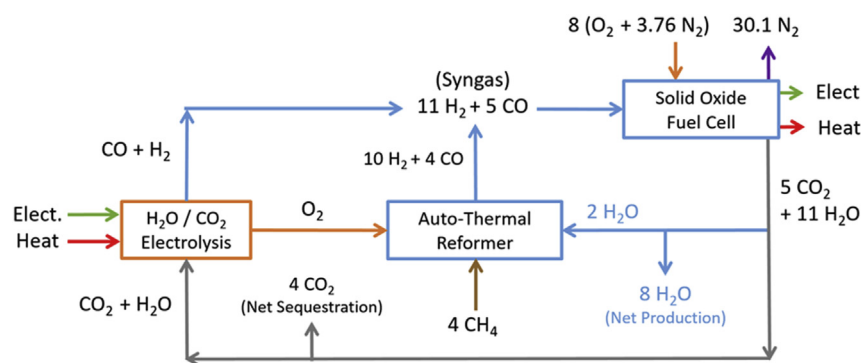 8 (O₂ + 3.76 N₂)
30.1 N₂
(Syngas)
11 H₂ + 5 CO
Solid Oxide
Fuel Cell
Elect
Heat
CO + H₂
10 H₂ + 4 CO
5 CO₂
+ 11 H₂O
Elect.
Heat
H₂O / CO₂
Electrolysis
O₂
Auto-Thermal
Reformer
2 H₂O
CO₂ + H₂O
4 CO₂
(Net Sequestration)
4 CH₄
8 H₂O
(Net Production)